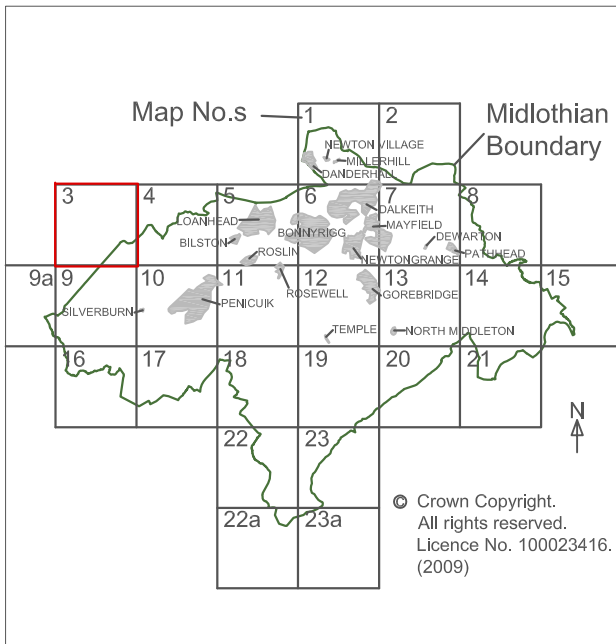 Map No.s
1
2
Midlothian
Boundary
NEWTON VILLAGE
MILLERHILL
DANDERHALL
3
4
5
6
7
8
LOANHEAD
DALKEITH
BONNYRIGG
MAYFIELD
BILSTON
DEWARTON
ROSLIN
NEWTONGRANGE
PATHHEAD
9a
9
10
11
12
13
14
15
SILVERBURN
PENICUIK
ROSEWELL
GOREBRIDGE
TEMPLE
NORTH MIDDLETON
16
17
18
19
20
21
N
22
23
© Crown Copyright.
All rights reserved.
Licence No. 100023416.
(2009)
22a
23a